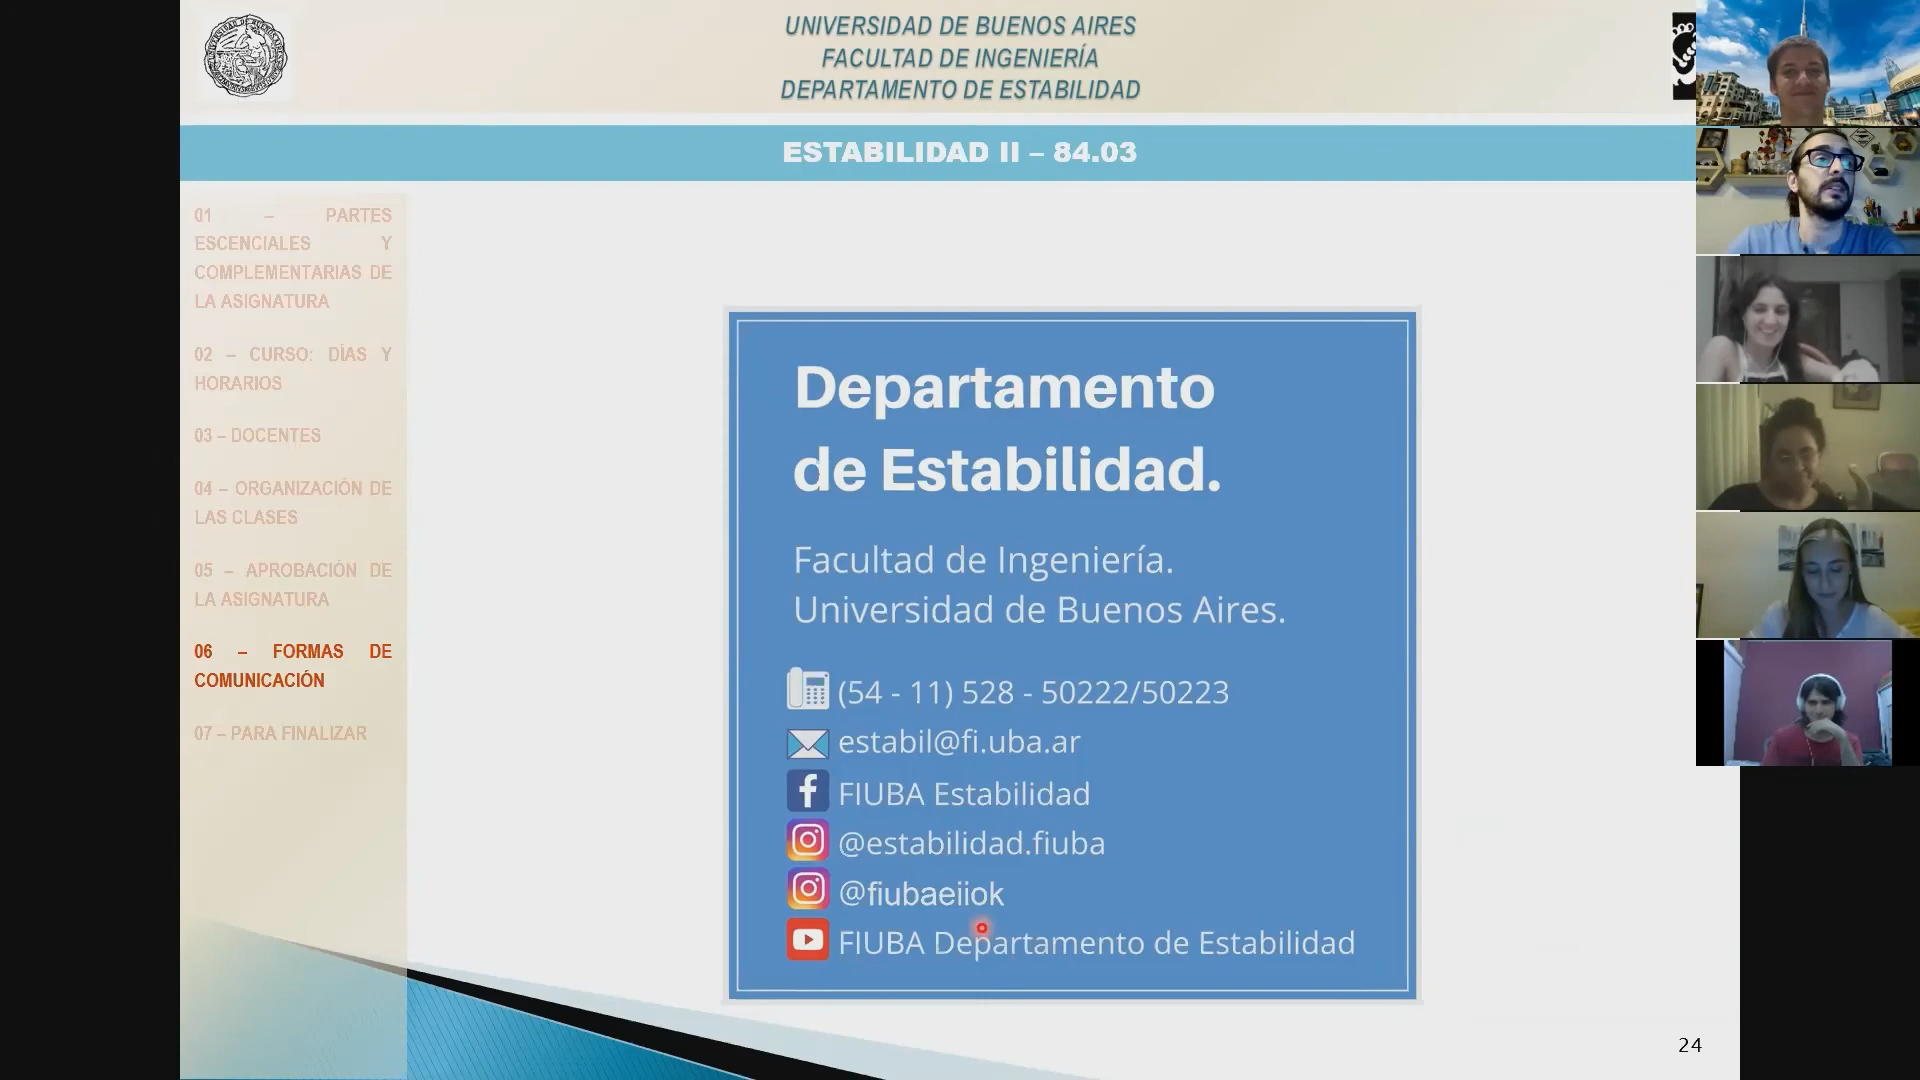 UNIVERSIDAD DE BUENOS AIRES
FACULTAD DE INGENIERÍA
DEPARTAMENTO DE ESTABILIDAD
ESTABILIDAD II – 84.03
01 – PARTES
ESCENCIALES Y
COMPLEMENTARIAS DE
LA ASIGNATURA
02 – CURSO: DÍAS Y
HORARIOS
03 – DOCENTES
04 – ORGANIZACIÓN DE
LAS CLASES
05 – APROBACIÓN DE
LA ASIGNATURA
06 – FORMAS DE
COMUNICACIÓN
07 – PARA FINALIZAR
Departamento
de Estabilidad.
Facultad de Ingeniería.
Universidad de Buenos Aires.
(54 - 11) 528 - 50222/50223
estabil@fi.uba.ar
FIUBA Estabilidad
@estabilidad.fiuba
@fiubaeiiok
FIUBA Departamento de Estabilidad
24